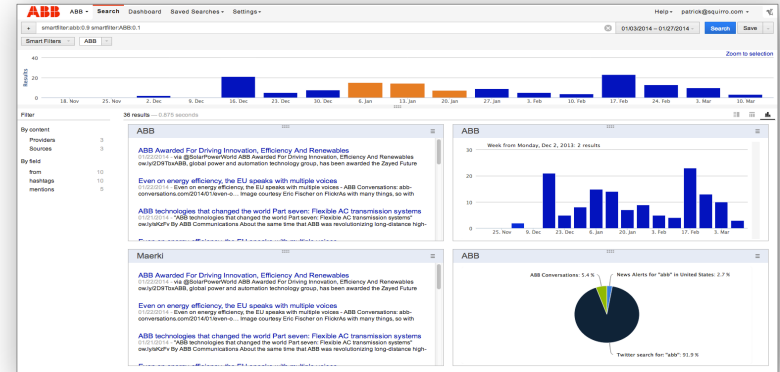 ABB ABB Search Dashboard Saved Searches Settings Help patrick@squirro.com
+ smartfilter:abb:0.9 smartfilter:ABB:0.1 01/03/2014 – 01/27/2014 Search Save
Smart Filters ABB
Zoom to selection
Results
40
20
0
18. Nov 25. Nov 2. Dec 9. Dec 16. Dec 23. Dec 30. Dec 6. Jan 13. Jan 20. Jan 27. Jan 3. Feb 10. Feb 17. Feb 24. Feb 3. Mar 10. Mar
Filter
36 results — 0.875 seconds
By content
Providers 3
Sources 3
By field
from 10
hashtags 10
mentions 5
ABB
ABB Awarded For Driving Innovation, Efficiency And Renewables
01/22/2014 - via @SolarPowerWorld ABB Awarded For Driving Innovation, Efficiency And Renewables
ow.ly/2D9TbxABB, global power and automation technology group, has been awarded the Zayed Future
Even on energy efficiency, the EU speaks with multiple voices
01/22/2014 - Even on energy efficiency, the EU speaks with multiple voices - ABB Conversations: abb-
conversations.com/2014/01/even-o… Image courtesy Eric Fischer on FlickrAs with many things, so with
ABB technologies that changed the world Part seven: Flexible AC transmission systems
01/21/2014 - "ABB technologies that changed the world Part seven: Flexible AC transmission systems"
ow.ly/sKzFv By ABB Communications About the same time that ABB was revolutionizing long-distance high-
Even on energy efficiency, the EU speaks with multiple voices
ABB
Week from Monday, Dec 2, 2013: 2 results
30
20
10
0
25. Nov 9. Dec 23. Dec 6. Jan 20. Jan 3. Feb 17. Feb 3. Mar
Maerki
ABB Awarded For Driving Innovation, Efficiency And Renewables
01/22/2014 - via @SolarPowerWorld ABB Awarded For Driving Innovation, Efficiency And Renewables
ow.ly/2D9TbxABB, global power and automation technology group, has been awarded the Zayed Future
Even on energy efficiency, the EU speaks with multiple voices
01/22/2014 - Even on energy efficiency, the EU speaks with multiple voices - ABB Conversations: abb-
conversations.com/2014/01/even-o… Image courtesy Eric Fischer on FlickrAs with many things, so with
ABB technologies that changed the world Part seven: Flexible AC transmission systems
01/21/2014 - "ABB technologies that changed the world Part seven: Flexible AC transmission systems"
ow.ly/sKzFv By ABB Communications About the same time that ABB was revolutionizing long-distance high-
ABB
ABB Conversations: 5.4 %
News Alerts for "abb" in United States: 2.7 %
Twitter search for: "abb": 91.9 %